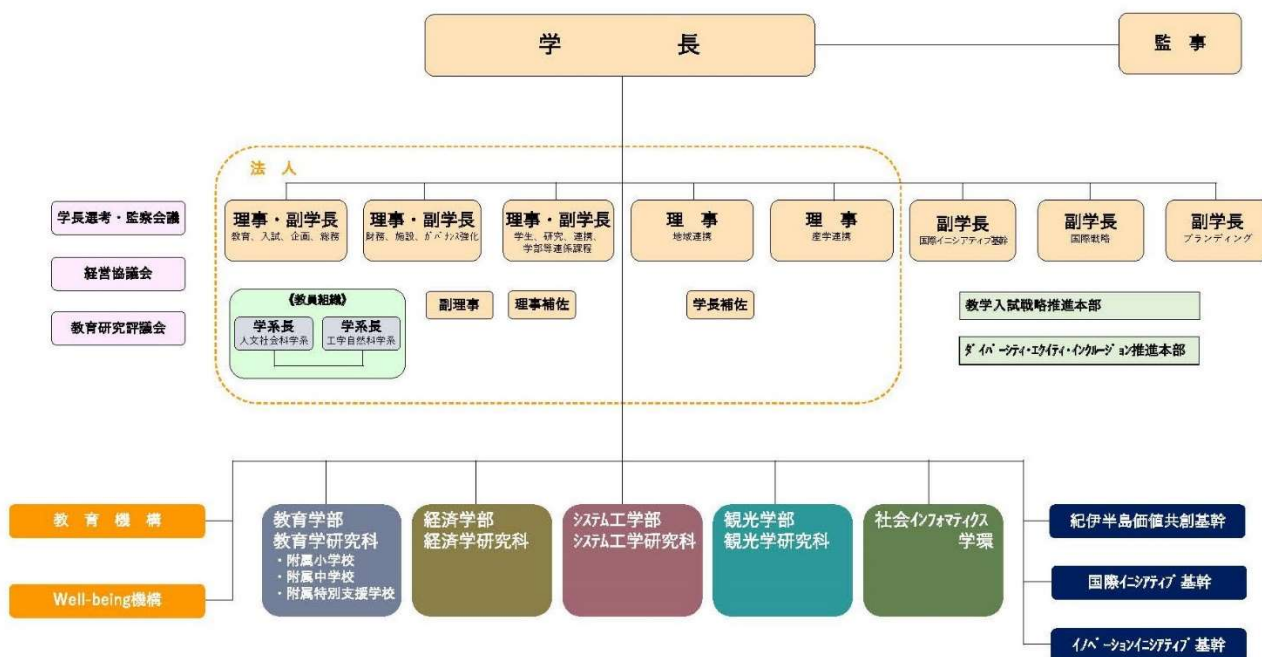 学長
監事
法人
学長選考・監察会議
経営協議会
教育研究評議会
理事・副学長
教育、入試、企画、総務
理事・副学長
財務、施設、ガバナンス強化
理事・副学長
学生、研究、連携、
学部等連係課程
理事
地域連携
理事
産学連携
副学長
国際イニシアティブ基幹
副学長
国際戦略
副学長
ブランディング
《教員組織》
学系長
人文社会科学系
学系長
工学自然科学系
副理事
理事補佐
学長補佐
教学入試戦略推進本部
ダイバーシティ・エクイティ・インクルージョン推進本部
教育機構
Well-being機構
教育学部
教育学研究科
・附属小学校
・附属中学校
・附属特別支援学校
経済学部
経済学研究科
システム工学部
システム工学研究科
観光学部
観光学研究科
社会インフォマティクス
学環
紀伊半島価値共創基幹
国際イニシアティブ基幹
イノベーションイニシアティブ基幹